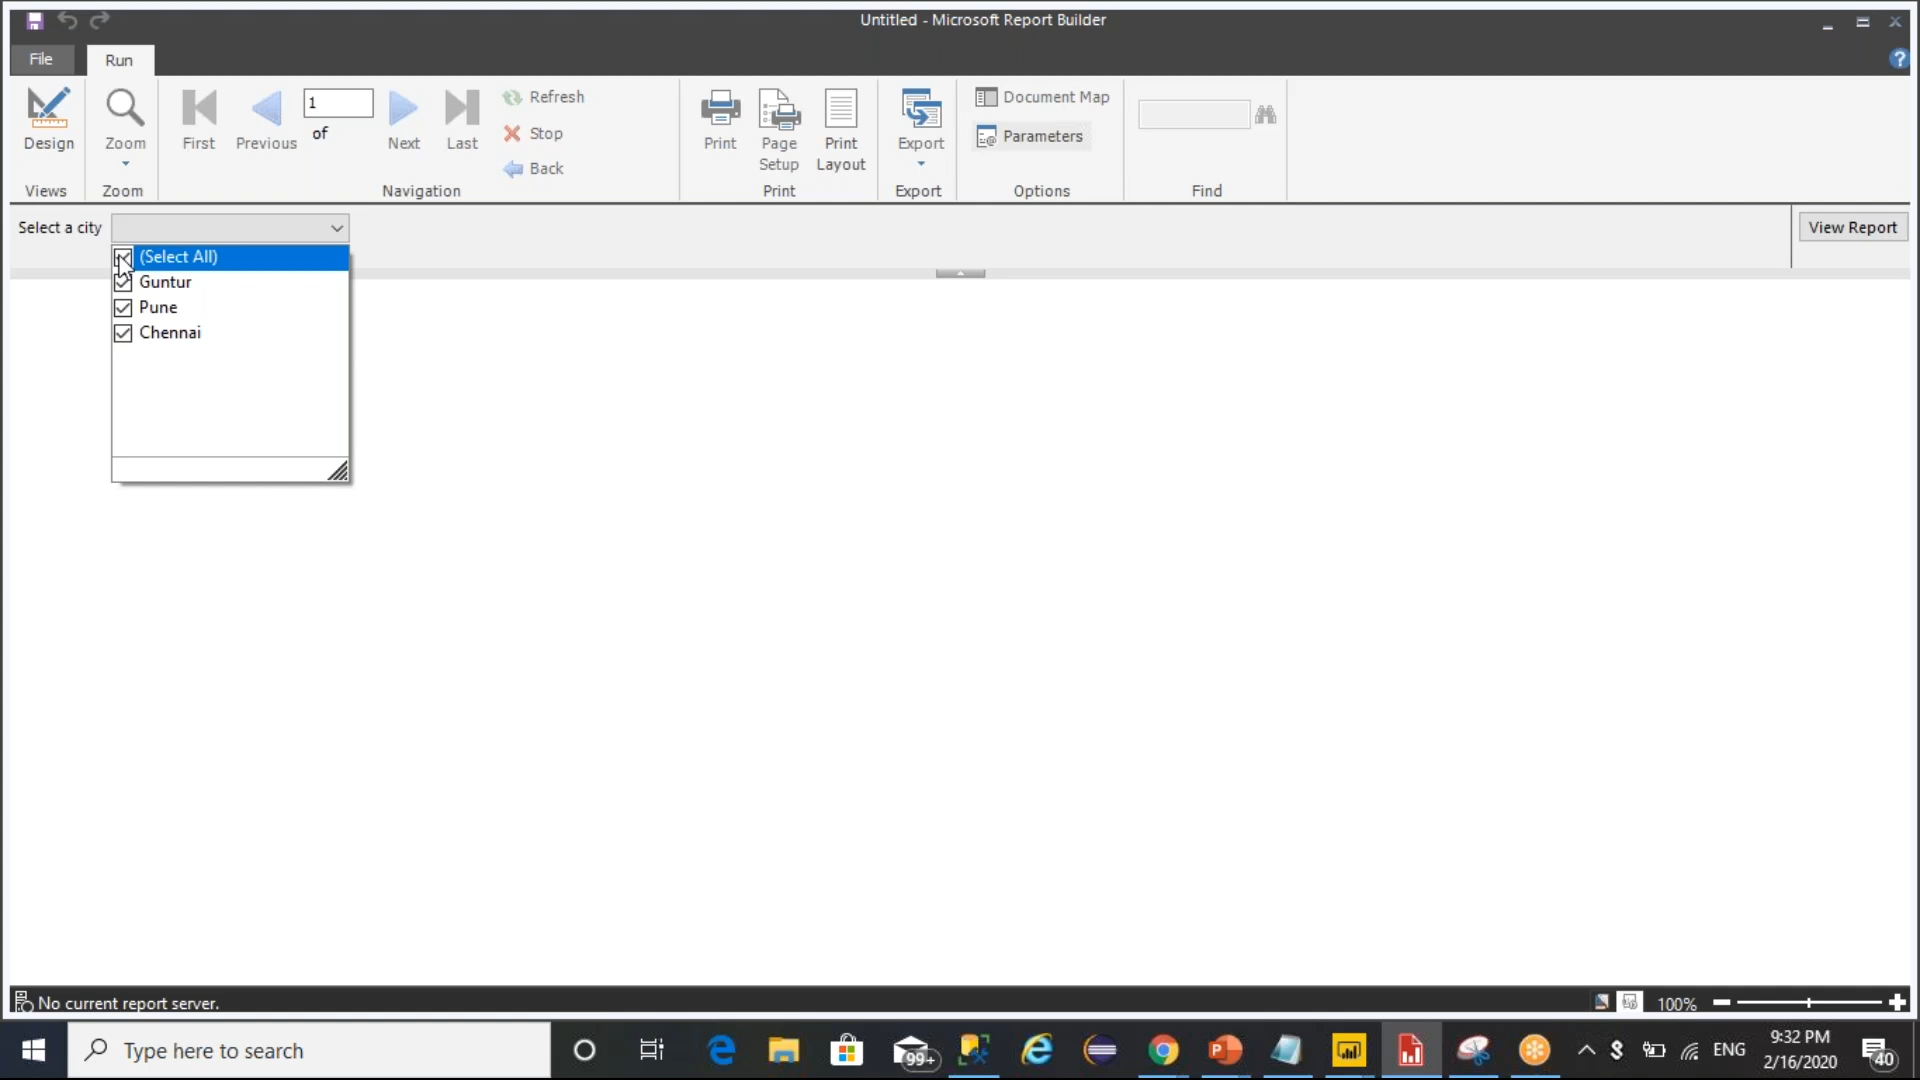 Untitled - Microsoft Report Builder
File
Run
?
Design
Zoom
First
Previous
1
of
Next
Last
Refresh
Stop
Back
Print
Page Setup
Print Layout
Export
Document Map
Parameters
Views
Zoom
Navigation
Print
Export
Options
Find
Select a city
View Report
(Select All)
Guntur
Pune
Chennai
No current report server.
100%
Type here to search
99+
ENG
9:32 PM
2/16/2020
40